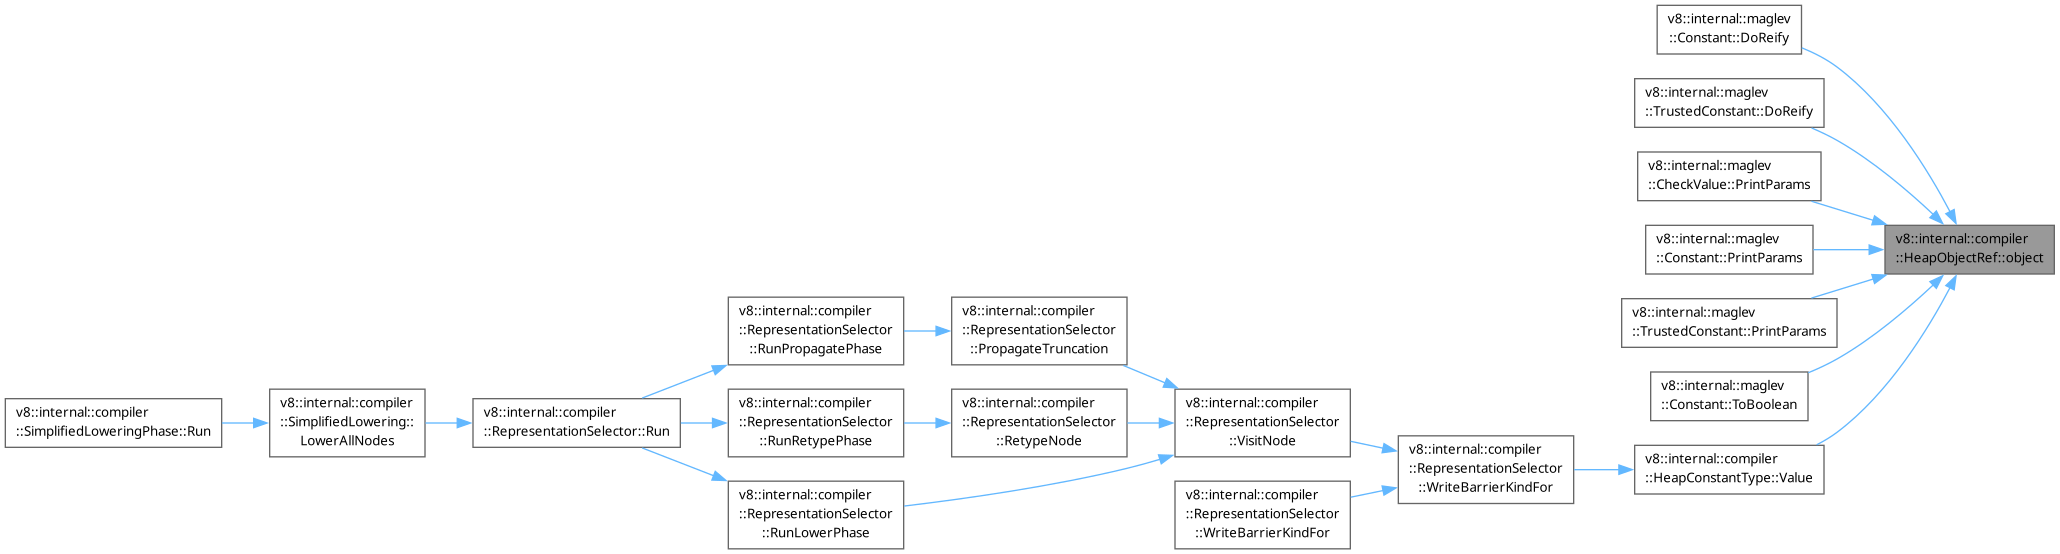 v8::internal::maglev
::Constant::DoReify
v8::internal::maglev
::TrustedConstant::DoReify
v8::internal::maglev
::CheckValue::PrintParams
v8::internal::compiler
::HeapObjectRef::object
v8::internal::maglev
::Constant::PrintParams
v8::internal::maglev
::TrustedConstant::PrintParams
v8::internal::maglev
::Constant::ToBoolean
v8::internal::compiler
::HeapConstantType::Value
v8::internal::compiler
::RepresentationSelector
::WriteBarrierKindFor
v8::internal::compiler
::RepresentationSelector
::VisitNode
v8::internal::compiler
::RepresentationSelector
::WriteBarrierKindFor
v8::internal::compiler
::RepresentationSelector
::PropagateTruncation
v8::internal::compiler
::RepresentationSelector
::RetypeNode
v8::internal::compiler
::RepresentationSelector
::RunPropagatePhase
v8::internal::compiler
::RepresentationSelector
::RunRetypePhase
v8::internal::compiler
::RepresentationSelector
::RunLowerPhase
v8::internal::compiler
::RepresentationSelector::Run
v8::internal::compiler
::SimplifiedLowering::
LowerAllNodes
v8::internal::compiler
::SimplifiedLoweringPhase::Run